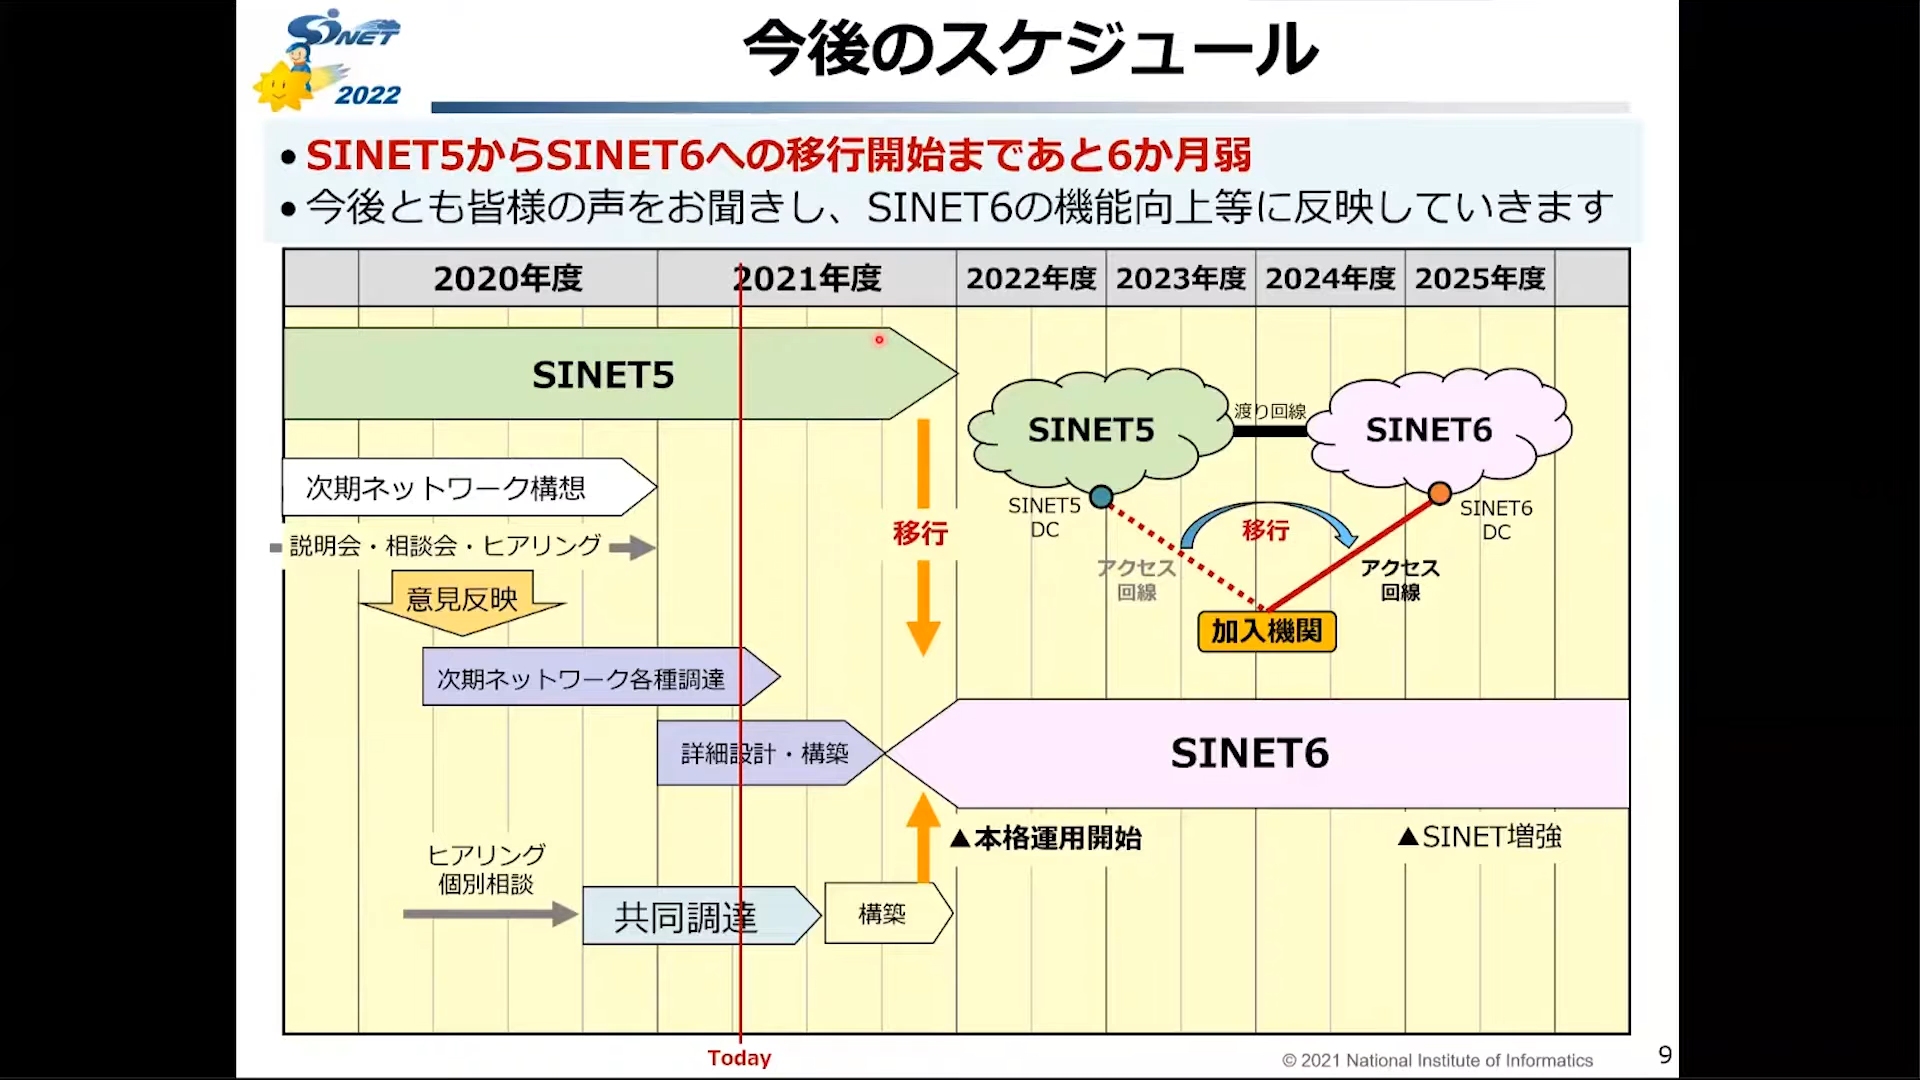 SINET
2022
今後のスケジュール
• SINET5からSINET6への移行開始まであと6か月弱
• 今後とも皆様の声をお聞きし、SINET6の機能向上等に反映していきます
2020年度
2021年度
2022年度
2023年度
2024年度
2025年度
SINET5
SINET5
渡り回線
SINET6
次期ネットワーク構想
SINET5
DC
SINET6
DC
移行
移行
説明会・相談会・ヒアリング
アクセス
回線
アクセス
回線
意見反映
加入機関
次期ネットワーク各種調達
詳細設計・構築
SINET6
▲本格運用開始
▲SINET増強
ヒアリング
個別相談
共同調達
構築
Today
© 2021 National Institute of Informatics
9